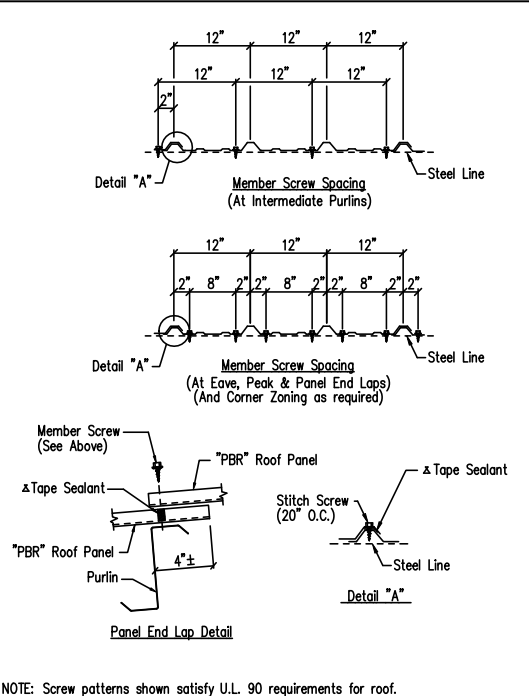 12" 12" 12"
12" 12" 12"
2"
Detail "A"
Steel Line
Member Screw Spacing
(At Intermediate Purlins)
12" 12" 12"
2" 8" 2" 2" 8" 2" 2" 8" 2" 2"
Detail "A"
Steel Line
Member Screw Spacing
(At Eave, Peak & Panel End Laps)
(And Corner Zoning as required)
Member Screw
(See Above)
"PBR" Roof Panel
Tape Sealant
"PBR" Roof Panel
4"±
Purlin
Panel End Lap Detail
Tape Sealant
Stitch Screw
(20" O.C.)
Steel Line
Detail "A"
NOTE: Screw patterns shown satisfy U.L. 90 requirements for roof.